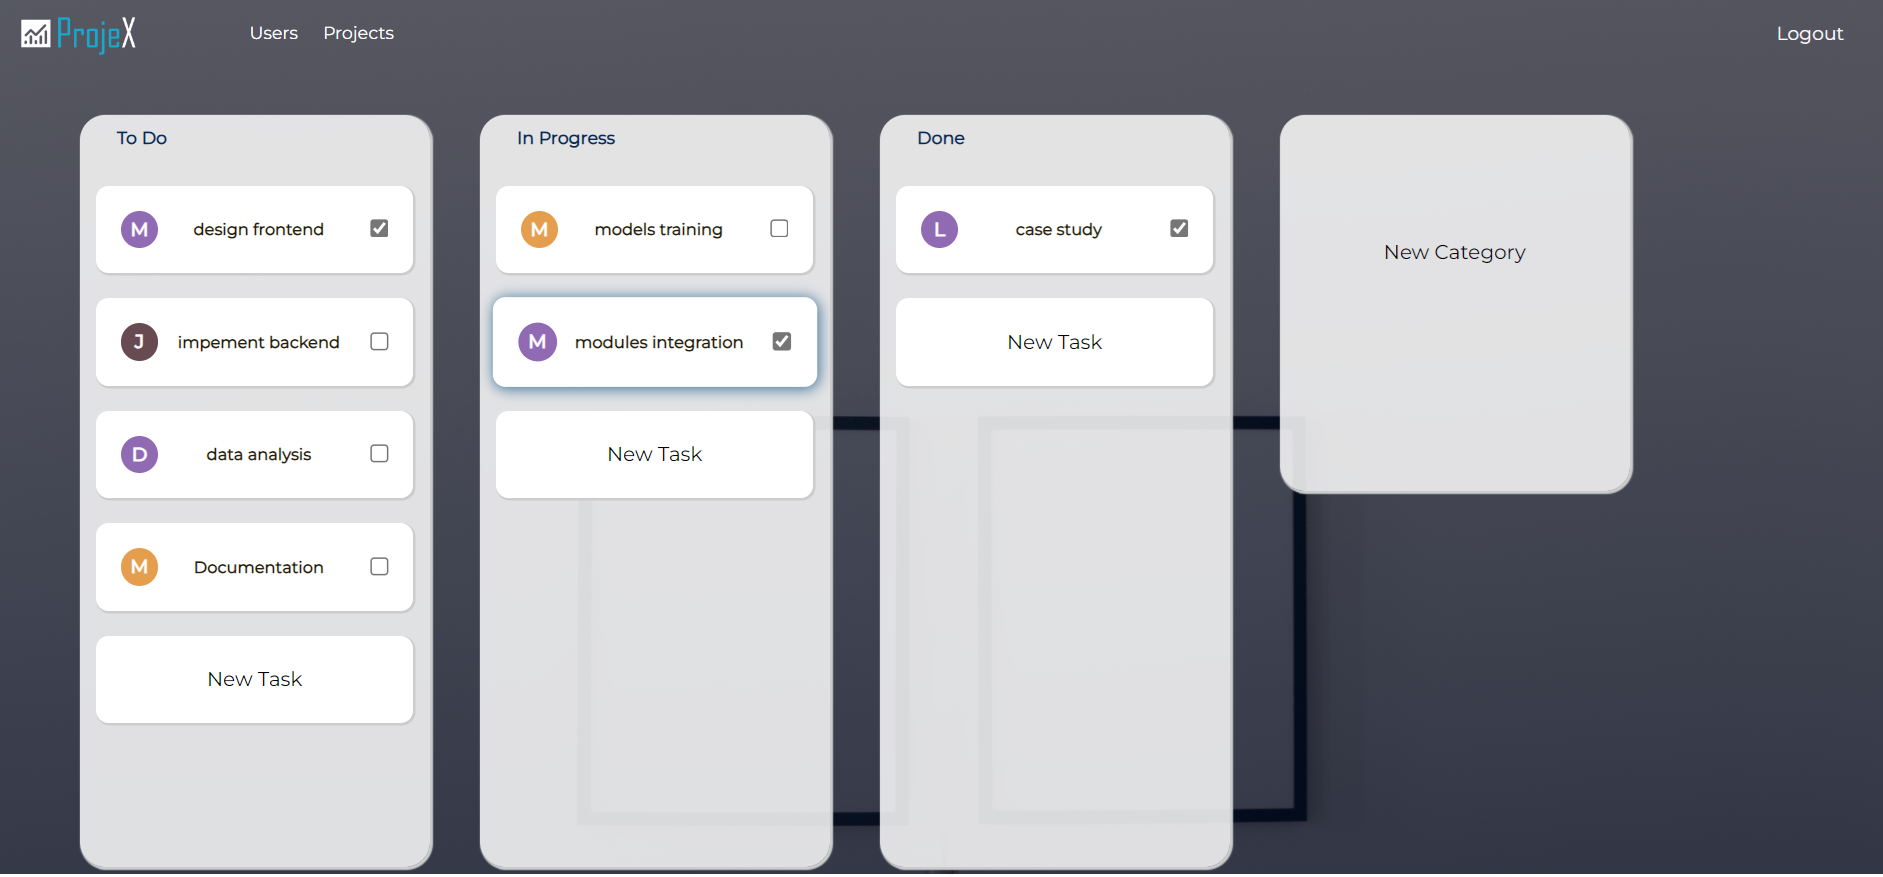 ProjeX
Users Projects
Logout
To Do
M design frontend
J impement backend
D data analysis
M Documentation
New Task
In Progress
M models training
M modules integration
New Task
Done
L case study
New Task
New Category